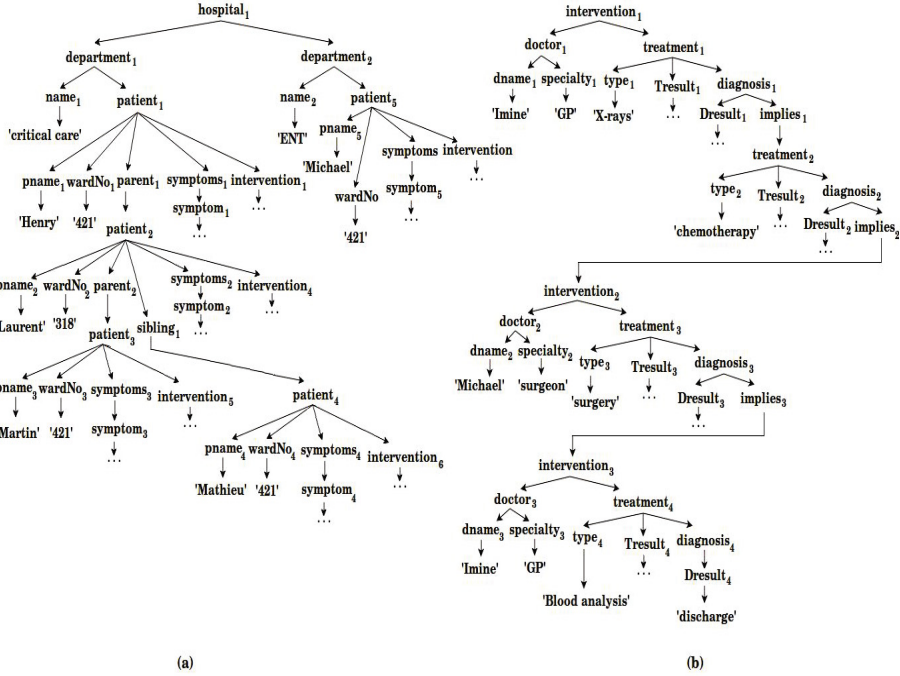 hospital1
department1 department2
name1 patient1 name2 patient5
'critical care' 'ENT' pname5 symptoms intervention
'Michael' ...
pname1 wardNo1 parent1 symptoms1 intervention1 wardNo symptom5
'Henry' '421' symptom1 ... '421' ...
patient2 ...
pname2 wardNo2 parent2 symptoms2 intervention4
Laurent' '318' sibling1 symptom2 ...
patient3 ...
pname3 wardNo3 symptoms3 intervention5 patient4
Martin' '421' symptom3 ...
...
pname4 wardNo4 symptoms4 intervention6
'Mathieu' '421' symptom4 ...
...
(a)
intervention1
doctor1 treatment1
dname1 specialty1 type1 Tresult1 diagnosis1
'Imine' 'GP' 'X-rays' ... Dresult1 implies1
...
treatment2
type2 Tresult2 diagnosis2
'chemotherapy' ... Dresult2 implies2
...
intervention2
doctor2 treatment3
dname2 specialty2 type3 Tresult3 diagnosis3
'Michael' 'surgeon' 'surgery' ... Dresult3 implies3
...
intervention3
doctor3 treatment4
dname3 specialty3 type4 Tresult4 diagnosis4
'Imine' 'GP' ... Dresult4
'Blood analysis' 'discharge'
(b)